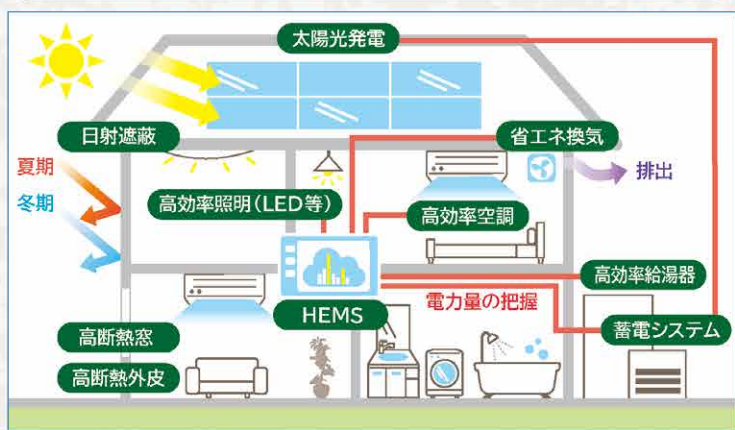 太陽光発電
日射遮蔽
省エネ換気
夏期
排出
冬期
高効率照明(LED等)
高効率空調
高効率給湯器
電力量の把握
HEMS
蓄電システム
高断熱窓
高断熱外皮